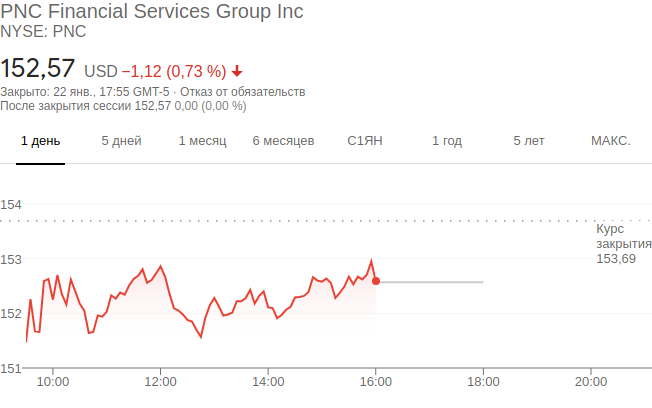 PNC Financial Services Group Inc
NYSE: PNC
152,57 USD −1,12 (0,73 %)
Закрыто: 22 янв., 17:55 GMT-5 · Отказ от обязательств
После закрытия сессии 152,57 0,00 (0,00 %)
1 день 5 дней 1 месяц 6 месяцев С1ЯН 1 год 5 лет МАКС.
154
Курс
закрытия
153,69
153
152
151
10:00 12:00 14:00 16:00 18:00 20:00